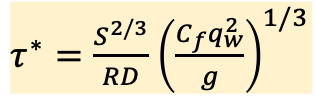 τ* = S^{2/3}/RD (C_f q_w^2/g)^{1/3}